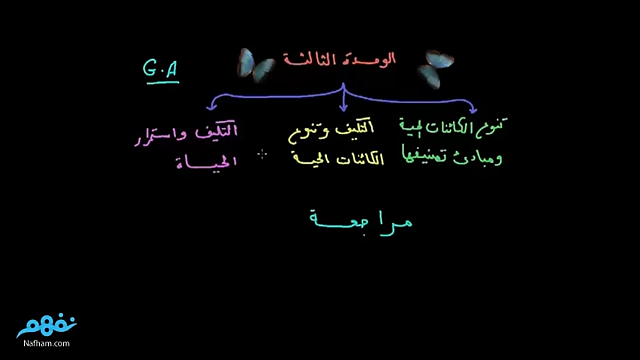 الوحدة الثالثة
G.A
تنوع الكائنات الحية
ومبادئ تصنيفها
التكيف وتنوع
الكائنات الحية
التكيف واستمرار
الحياة
مراجعة
نفهم
Nafham.com